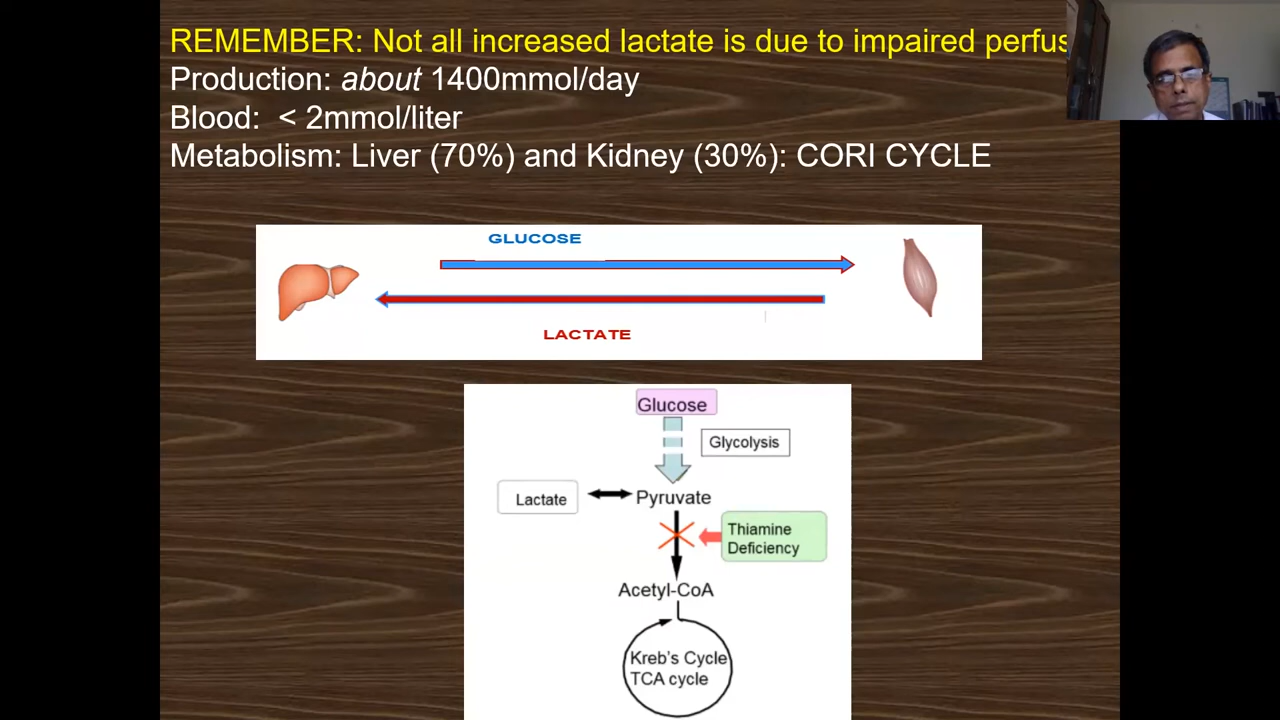 REMEMBER: Not all increased lactate is due to impaired
Production: about 1400mmol/day
Blood: < 2mmol/liter
Metabolism: Liver (70%) and Kidney (30%): CORI CYCLE
GLUCOSE
LACTATE
Glucose
Glycolysis
Lactate
Pyruvate
Thiamine
Deficiency
Acetyl-CoA
Kreb's Cycle
TCA cycle